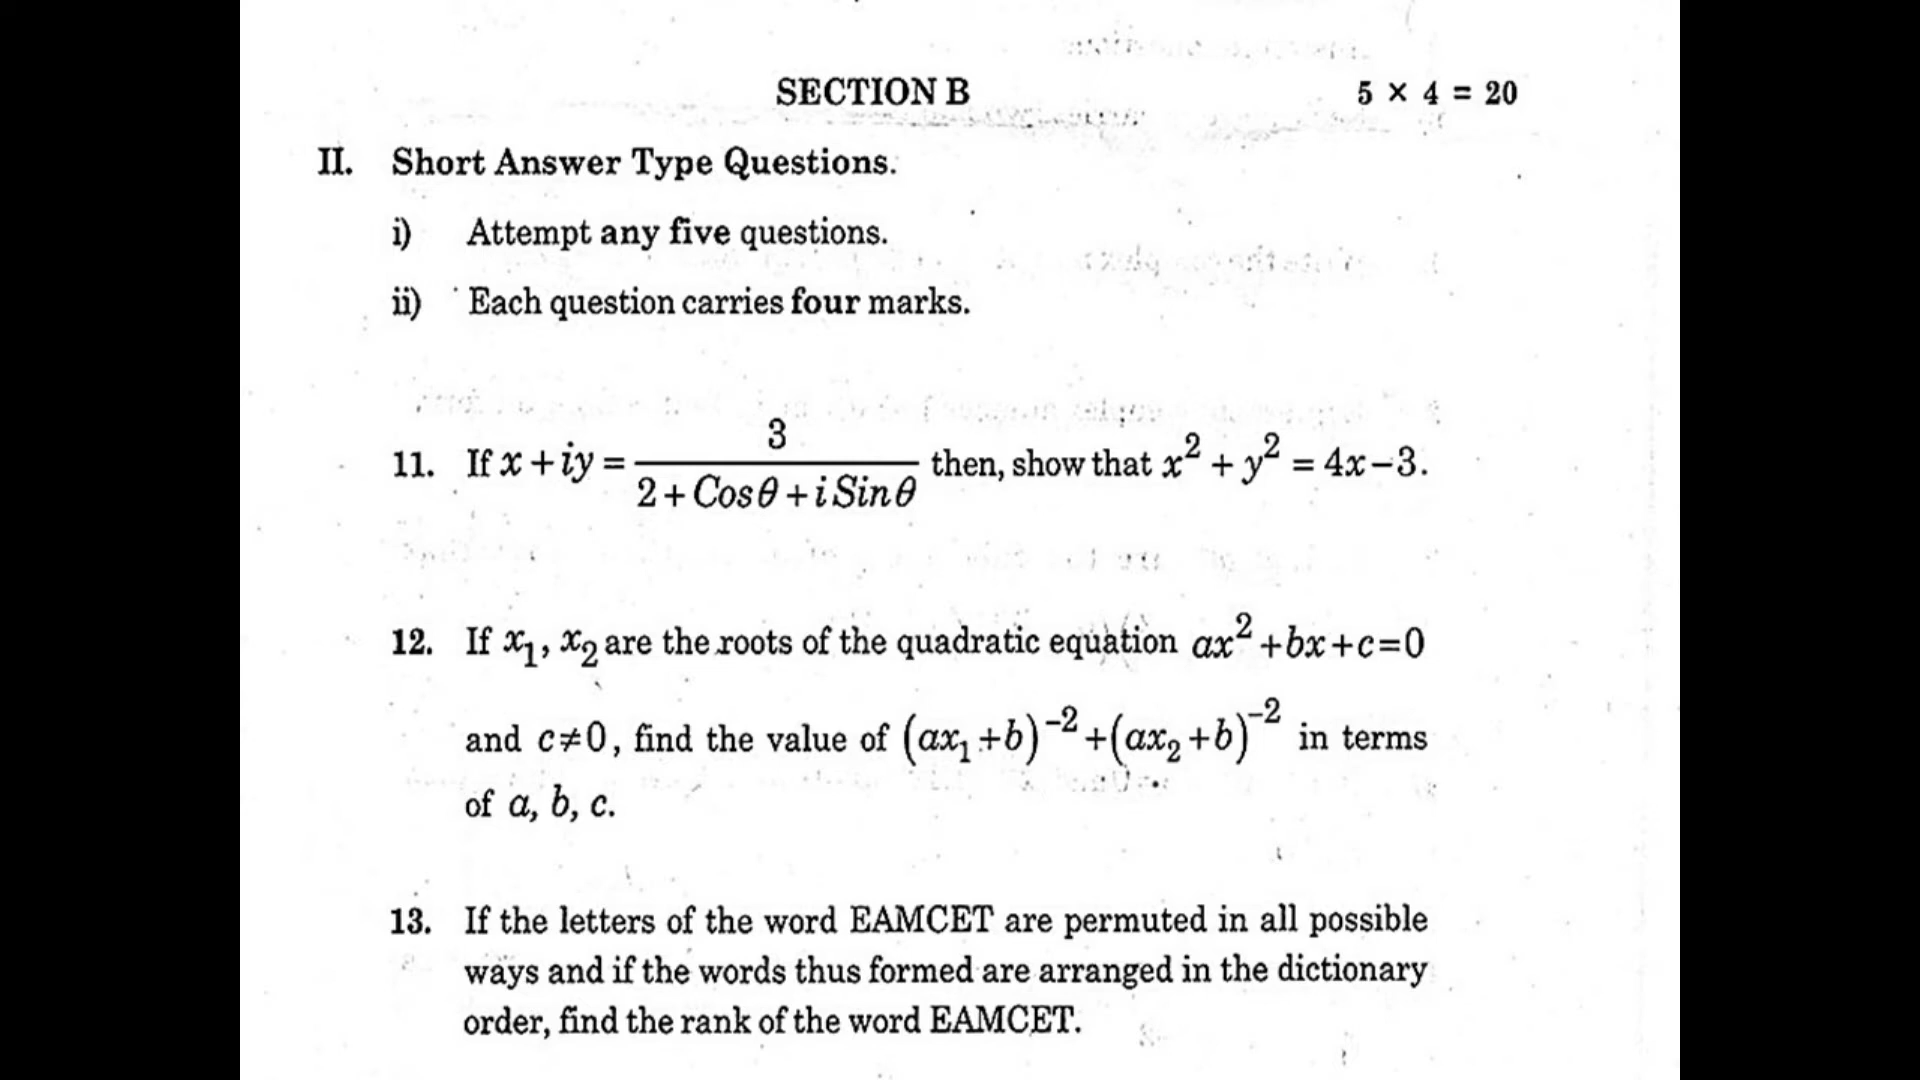 SECTION B
5 × 4 = 20
II. Short Answer Type Questions.
i) Attempt any five questions.
ii) Each question carries four marks.
11. If x + iy = 3 / (2 + Cosθ + i Sinθ) then, show that x² + y² = 4x − 3.
12. If x₁, x₂ are the roots of the quadratic equation ax² + bx + c = 0
and c ≠ 0, find the value of (ax₁ + b)⁻² + (ax₂ + b)⁻² in terms
of a, b, c.
13. If the letters of the word EAMCET are permuted in all possible
ways and if the words thus formed are arranged in the dictionary
order, find the rank of the word EAMCET.